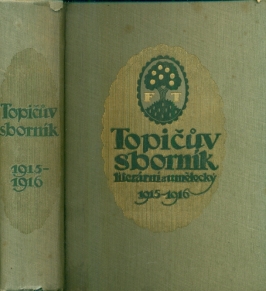 Topičův
sborník
1915-
1916
F T
Topičův
sborník
literární a umělecký
1915-1916